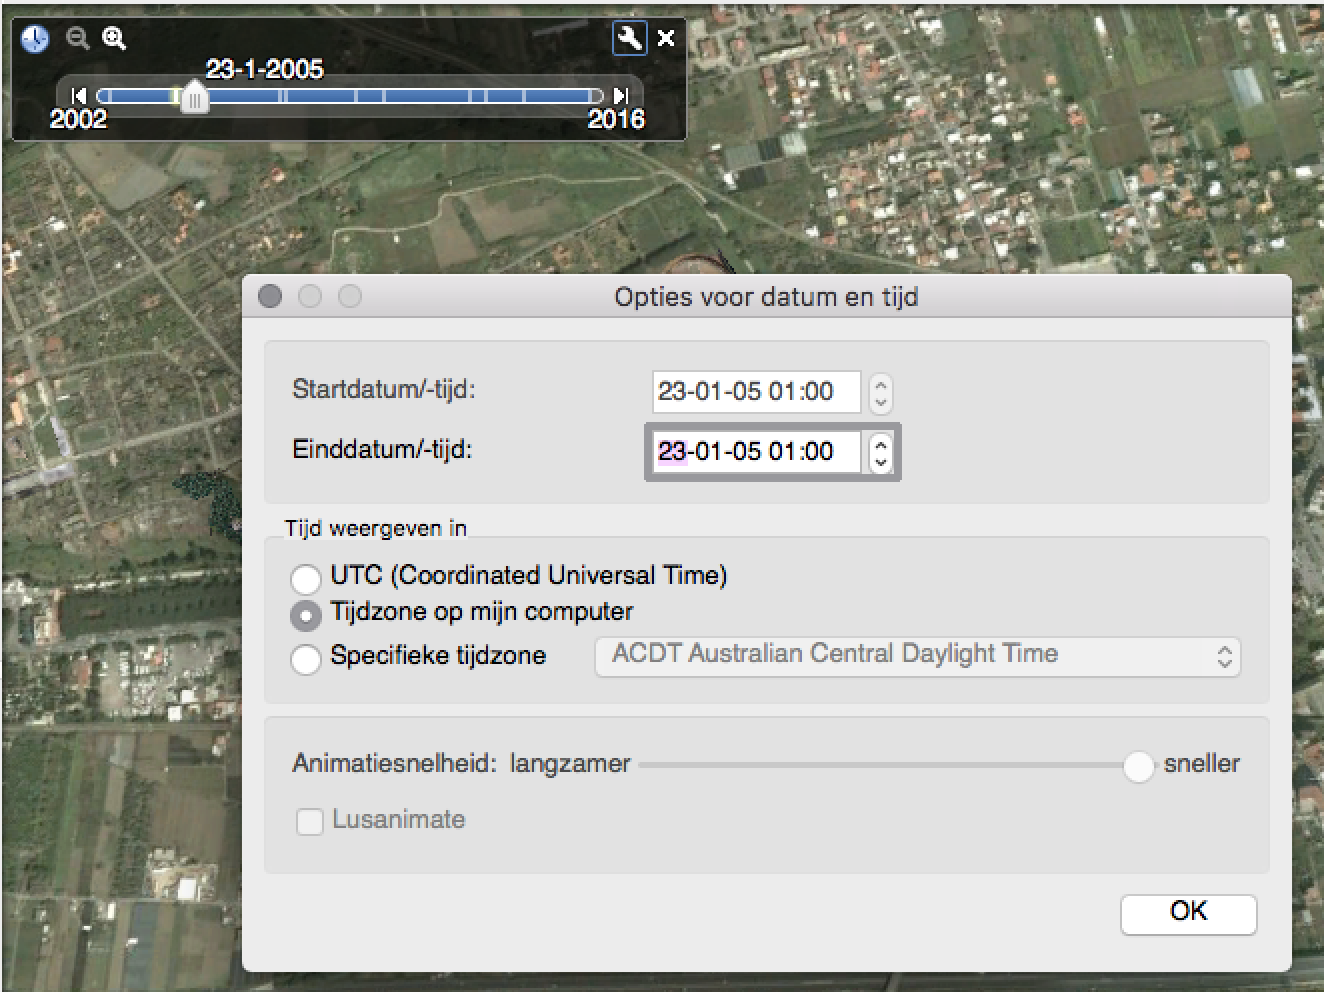 23-1-2005
2002
2016
Opties voor datum en tijd
Startdatum/-tijd: 23-01-05 01:00
Einddatum/-tijd: 23-01-05 01:00
Tijd weergeven in
UTC (Coordinated Universal Time)
Tijdzone op mijn computer
Specifieke tijdzone ACDT Australian Central Daylight Time
Animatiesnelheid: langzamer sneller
Lusanimate
OK